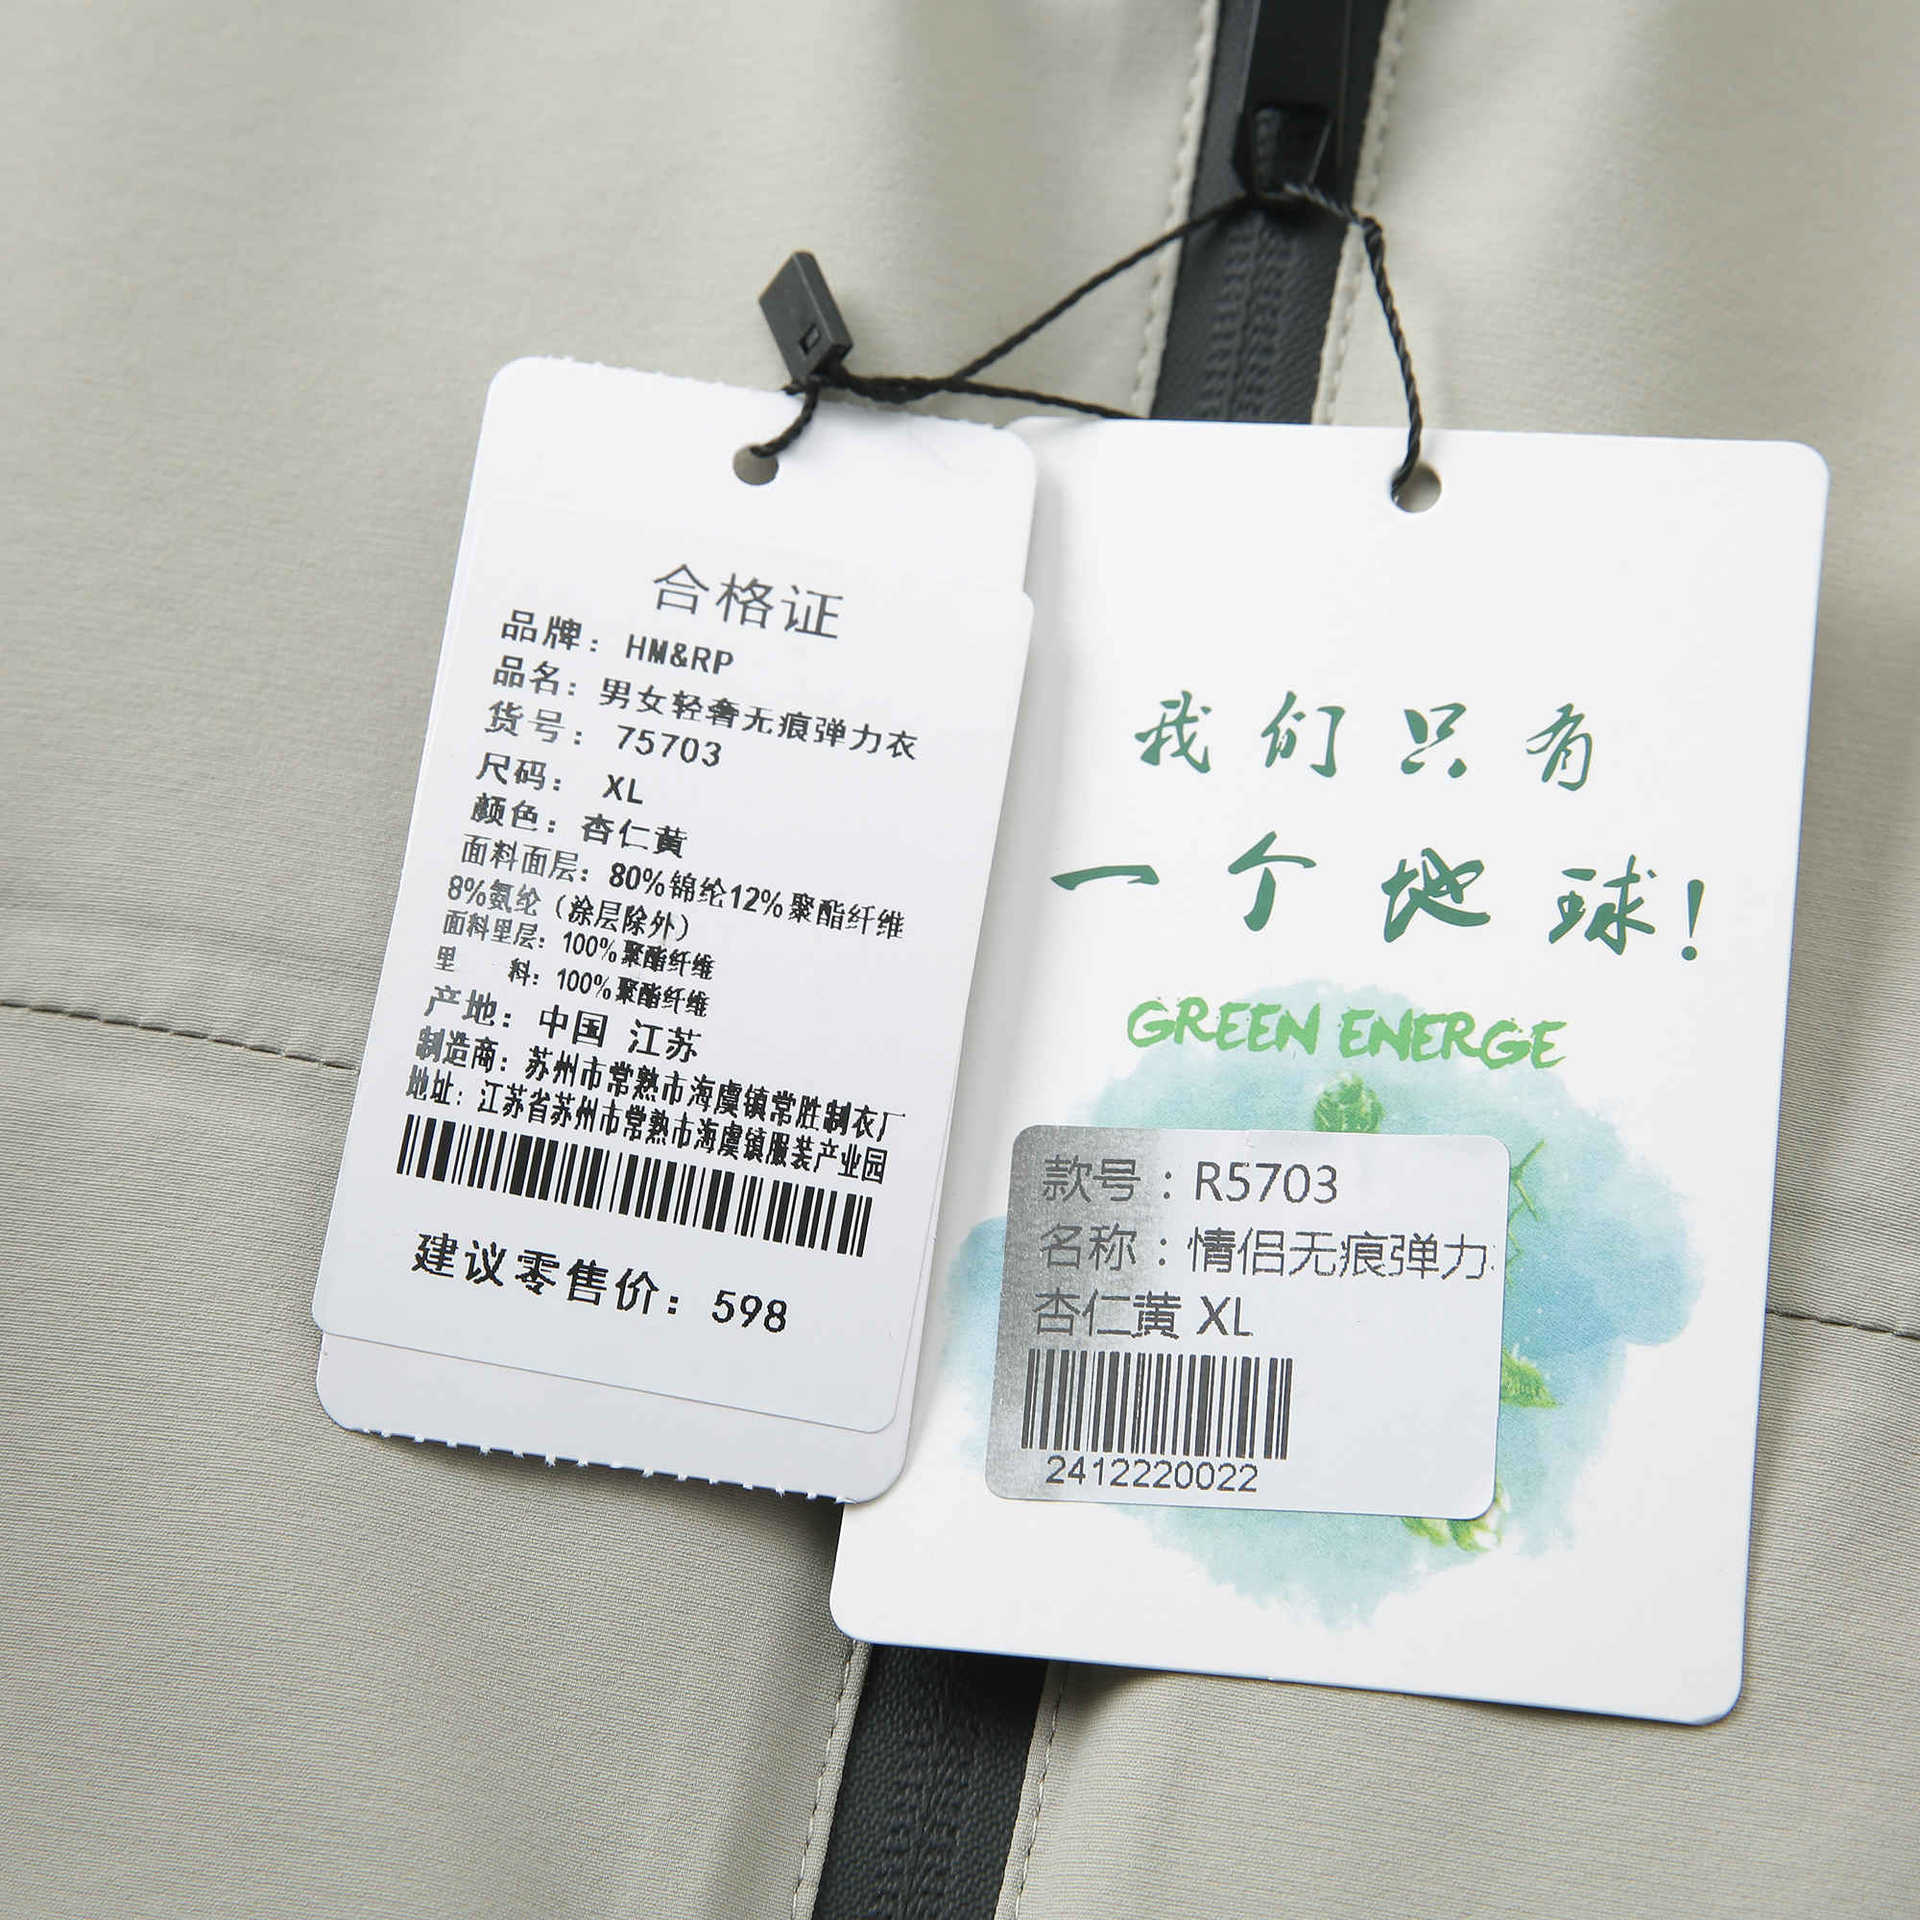 合格证
品牌: HM&RP
品名: 男女轻奢无痕弹力衣
货号: 75703
尺码: XL
颜色: 杏仁黄
面料面层: 80%锦纶12%聚酯纤维
8%氨纶 (涂层除外)
面料里层: 100%聚酯纤维
里 料: 100%聚酯纤维
产地: 中国 江苏
制造商: 苏州市常熟市海虞镇常胜制衣厂
地址: 江苏省苏州市常熟市海虞镇服装产业园
建议零售价: 598
我们只有
一个地球!
GREEN ENERGE
款号:R5703
名称:情侣无痕弹力
杏仁黄 XL
2412220022